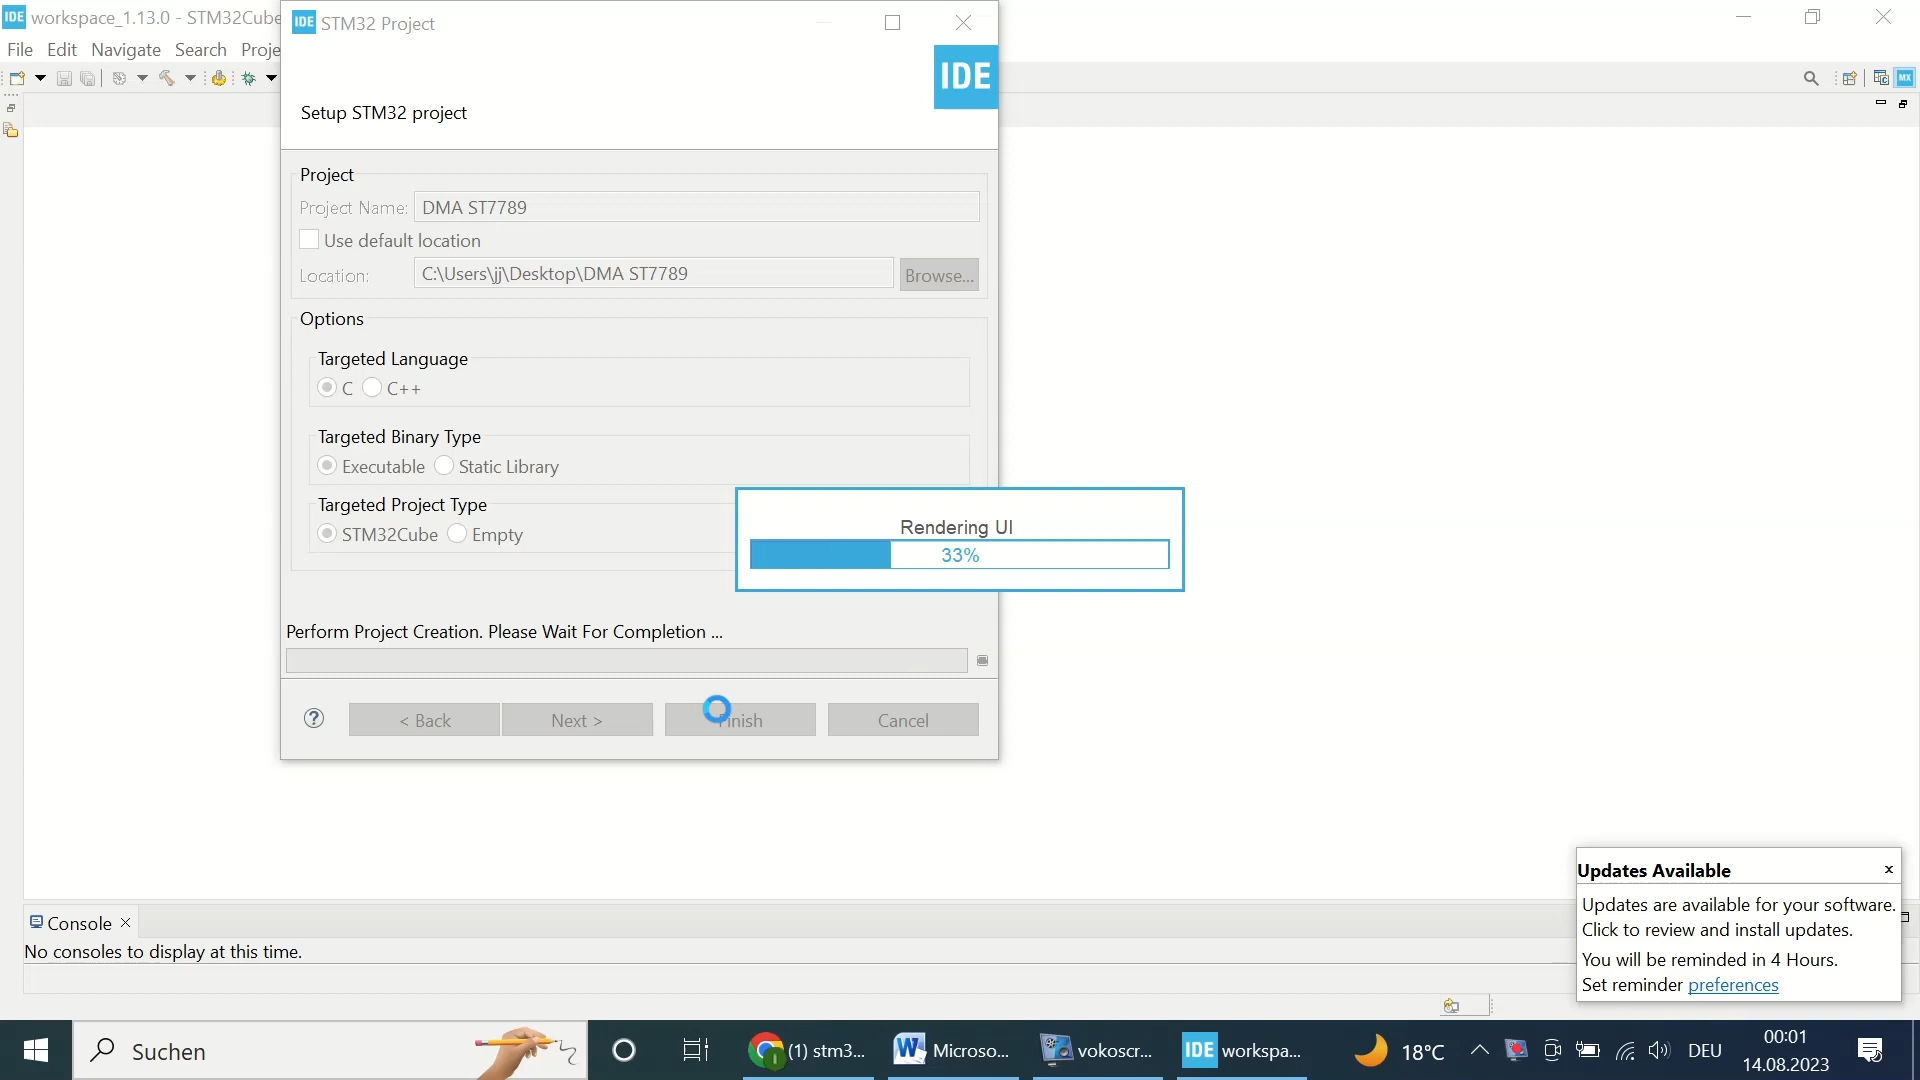 IDE workspace_1.13.0 - STM32Cube
File Edit Navigate Search Proje
MX
IDE STM32 Project
IDE
Setup STM32 project
Project
Project Name: DMA ST7789
Use default location
Location: C:\Users\jj\Desktop\DMA ST7789 Browse...
Options
Targeted Language
C C++
Targeted Binary Type
Executable Static Library
Targeted Project Type
STM32Cube Empty
Rendering UI
33%
Perform Project Creation. Please Wait For Completion ...
? < Back Next > Finish Cancel
Console
No consoles to display at this time.
Updates Available
Updates are available for your software.
Click to review and install updates.
You will be reminded in 4 Hours.
Set reminder preferences
Suchen
(1) stm3...
Microso...
vokoscr...
IDE workspa...
18°C
DEU
00:01
14.08.2023